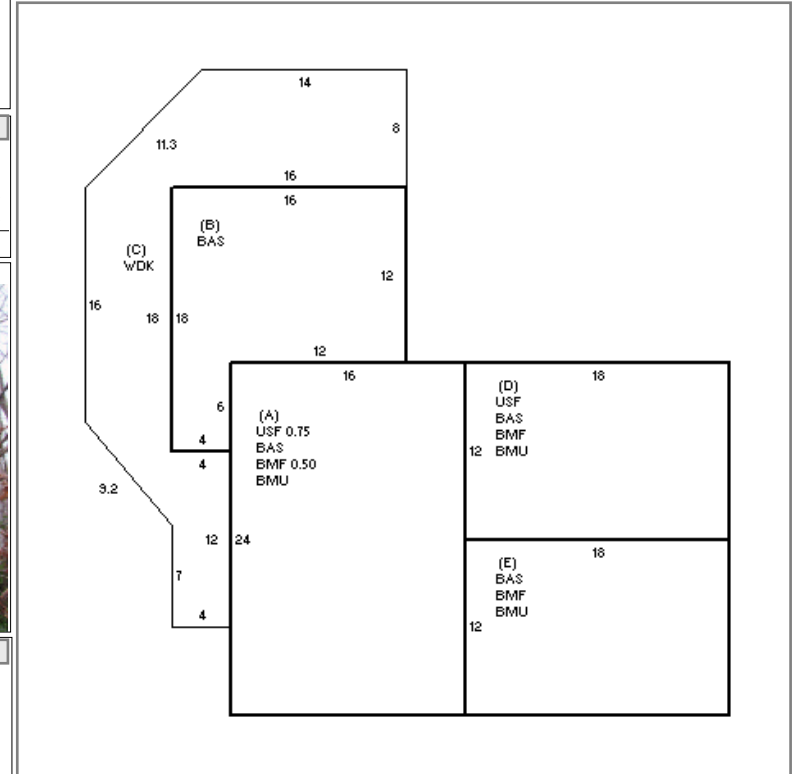 14
8
11.3
16
16
(B)
BAS
(C)
WDK
12
16
18
18
12
16
18
(D)
USF
BAS
BMF
BMU
6
(A)
USF 0.75
BAS
BMF 0.50
BMU
4
4
12
9.2
12
24
18
(E)
BAS
BMF
BMU
7
4
12